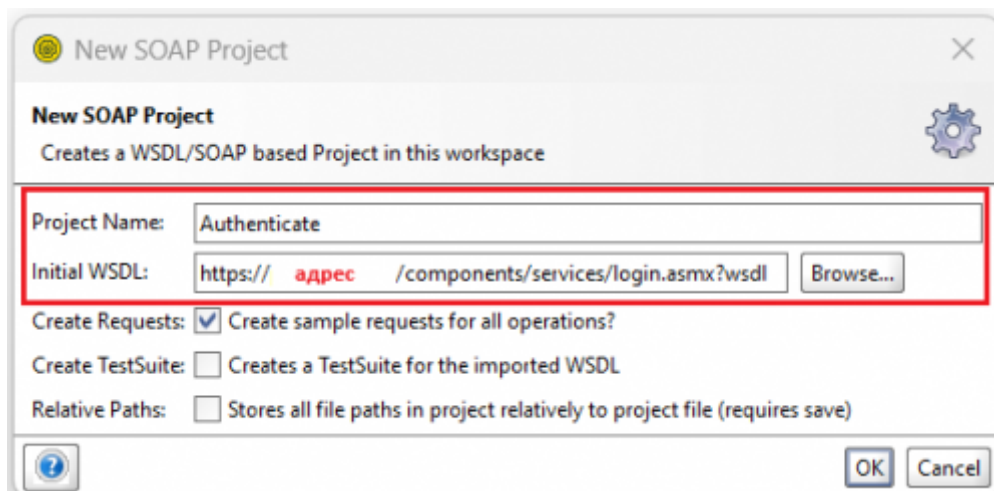 New SOAP Project
New SOAP Project
Creates a WSDL/SOAP based Project in this workspace
Project Name: Authenticate
Initial WSDL: https:// адрес /components/services/login.asmx?wsdl Browse...
Create Requests: Create sample requests for all operations?
Create TestSuite: Creates a TestSuite for the imported WSDL
Relative Paths: Stores all file paths in project relatively to project file (requires save)
? OK Cancel